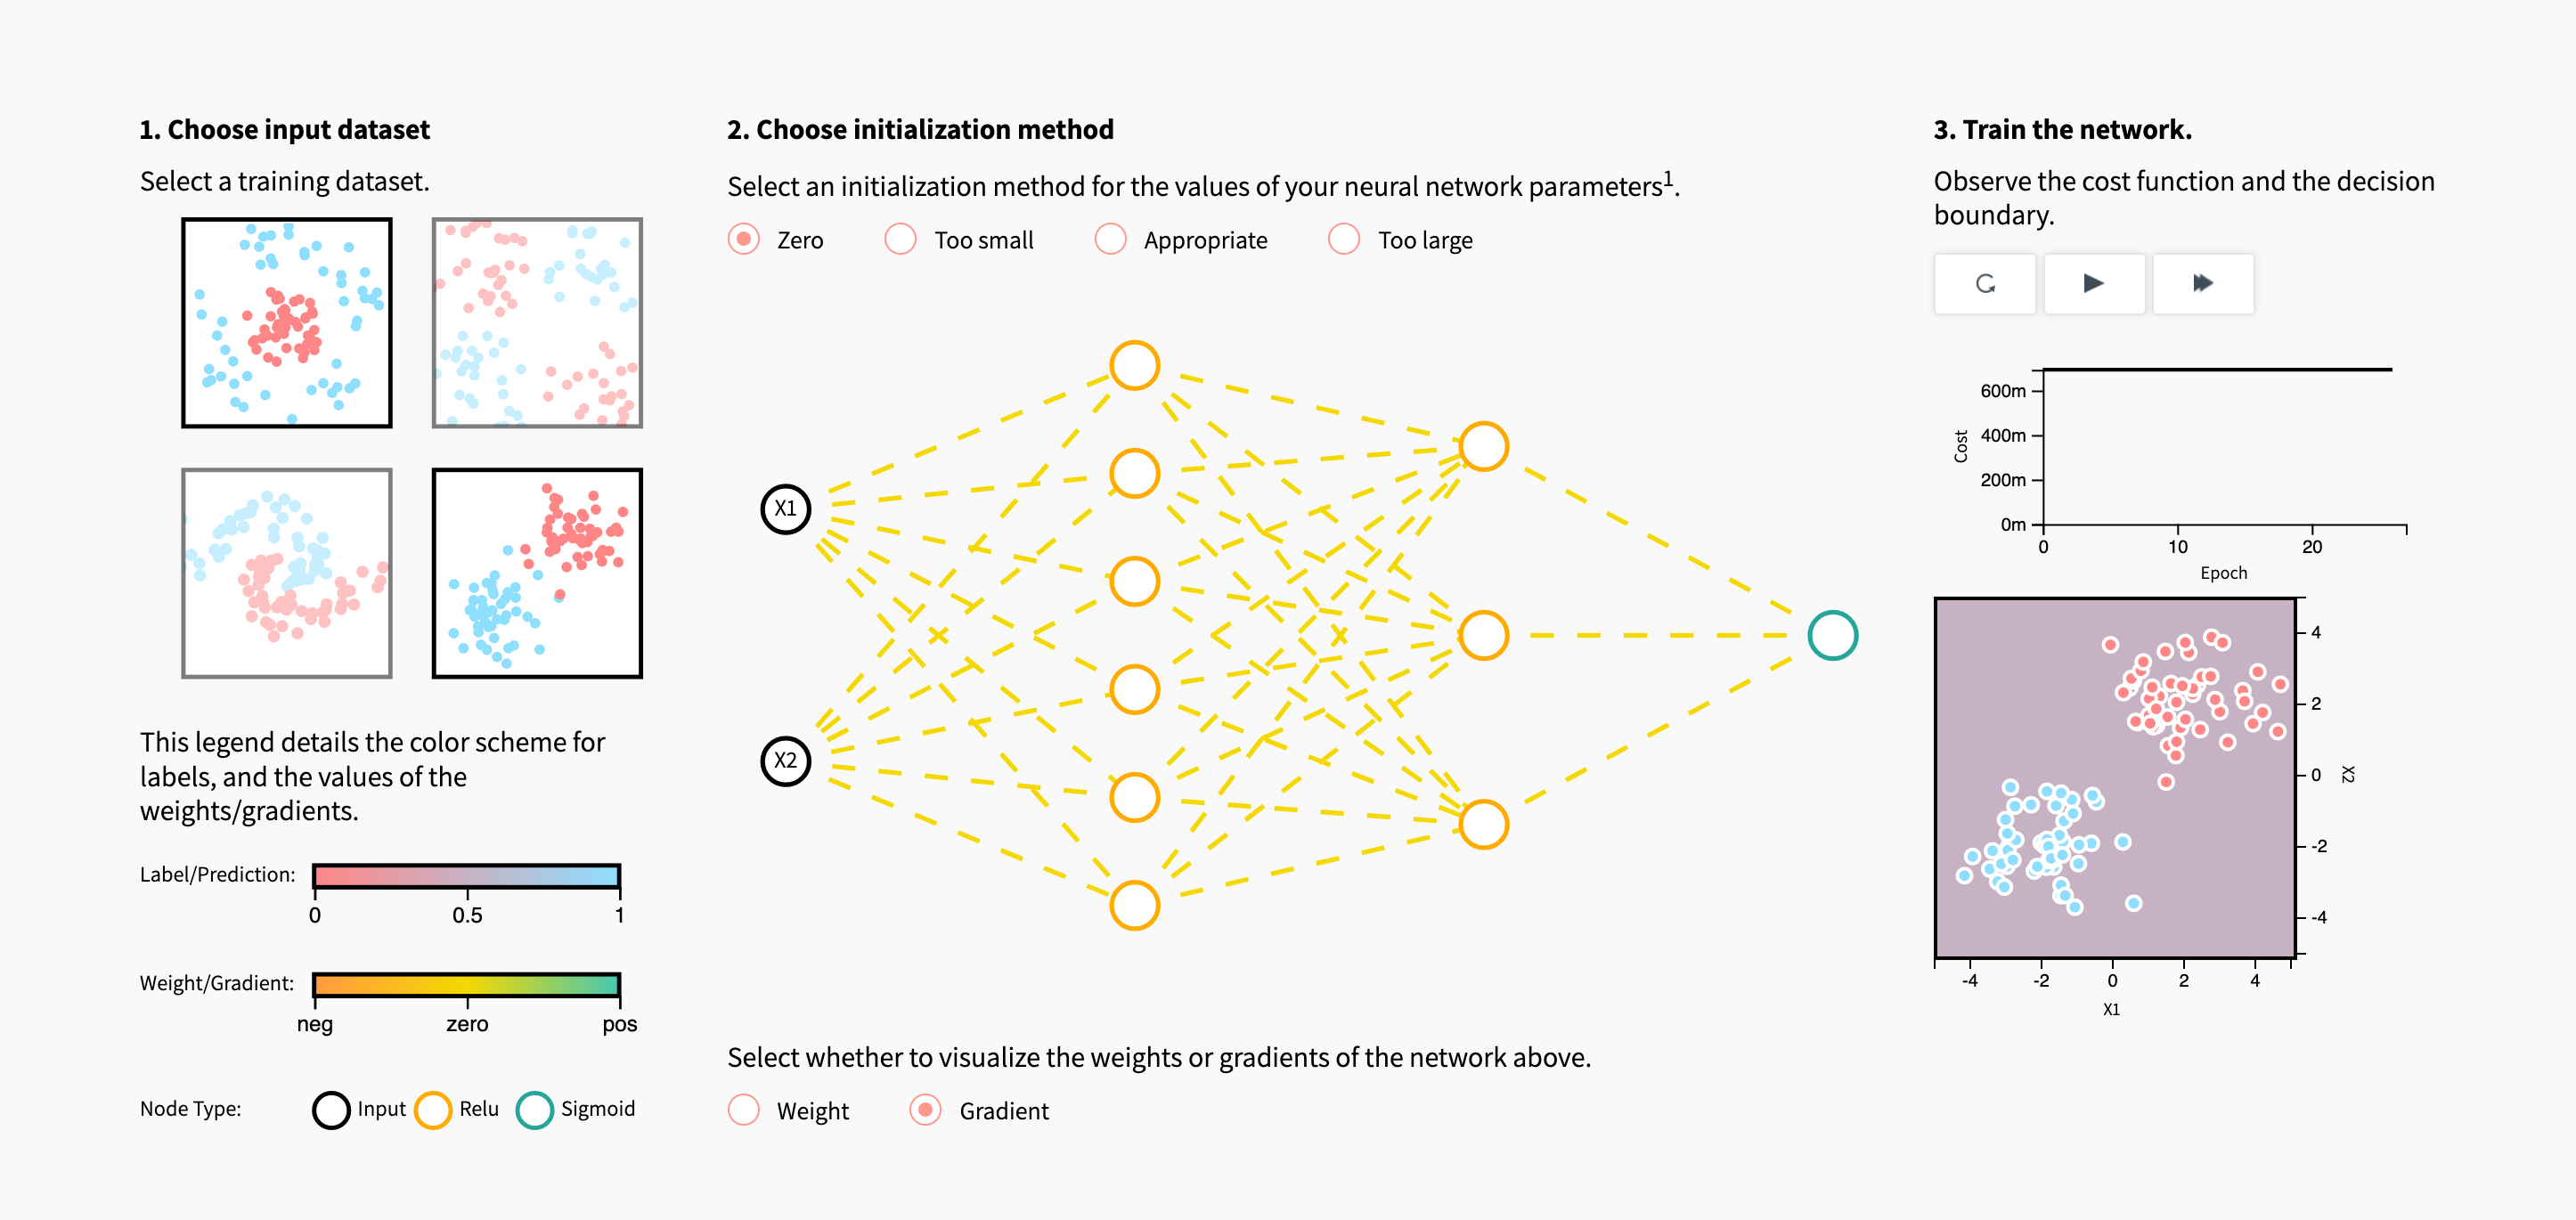 1. Choose input dataset
Select a training dataset.
This legend details the color scheme for
labels, and the values of the
weights/gradients.
Label/Prediction:
0 0.5 1
Weight/Gradient:
neg zero pos
Node Type: Input Relu Sigmoid
2. Choose initialization method
Select an initialization method for the values of your neural network parameters¹.
Zero Too small Appropriate Too large
X1
X2
Select whether to visualize the weights or gradients of the network above.
Weight Gradient
3. Train the network.
Observe the cost function and the decision
boundary.
600m
400m
200m
0m
Cost
0 10 20
Epoch
4
2
0
-2
-4
X2
-4 -2 0 2 4
X1